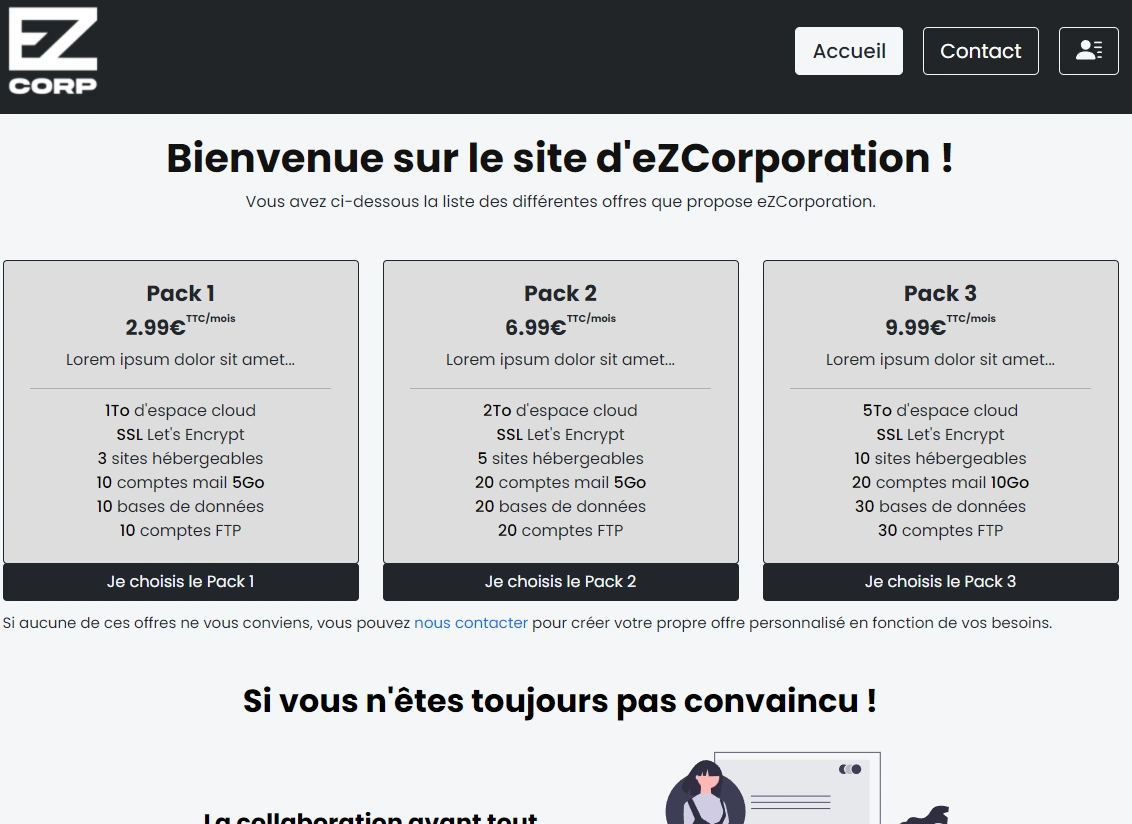 EZ
CORP
Accueil
Contact
Bienvenue sur le site d'eZCorporation !
Vous avez ci-dessous la liste des différentes offres que propose eZCorporation.
Pack 1
2.99€TTC/mois
Lorem ipsum dolor sit amet...
1To d'espace cloud
SSL Let's Encrypt
3 sites hébergeables
10 comptes mail 5Go
10 bases de données
10 comptes FTP
Je choisis le Pack 1
Pack 2
6.99€TTC/mois
Lorem ipsum dolor sit amet...
2To d'espace cloud
SSL Let's Encrypt
5 sites hébergeables
20 comptes mail 5Go
20 bases de données
20 comptes FTP
Je choisis le Pack 2
Pack 3
9.99€TTC/mois
Lorem ipsum dolor sit amet...
5To d'espace cloud
SSL Let's Encrypt
10 sites hébergeables
20 comptes mail 10Go
30 bases de données
30 comptes FTP
Je choisis le Pack 3
Si aucune de ces offres ne vous conviens, vous pouvez nous contacter pour créer votre propre offre personnalisé en fonction de vos besoins.
Si vous n'êtes toujours pas convaincu !
La collaboration avant tout